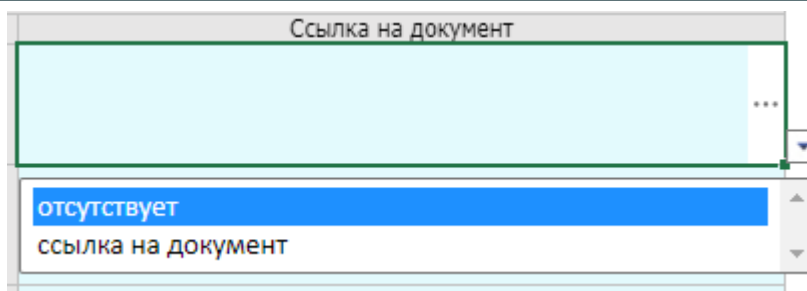 Ссылка на документ
...
отсутствует
ссылка на документ